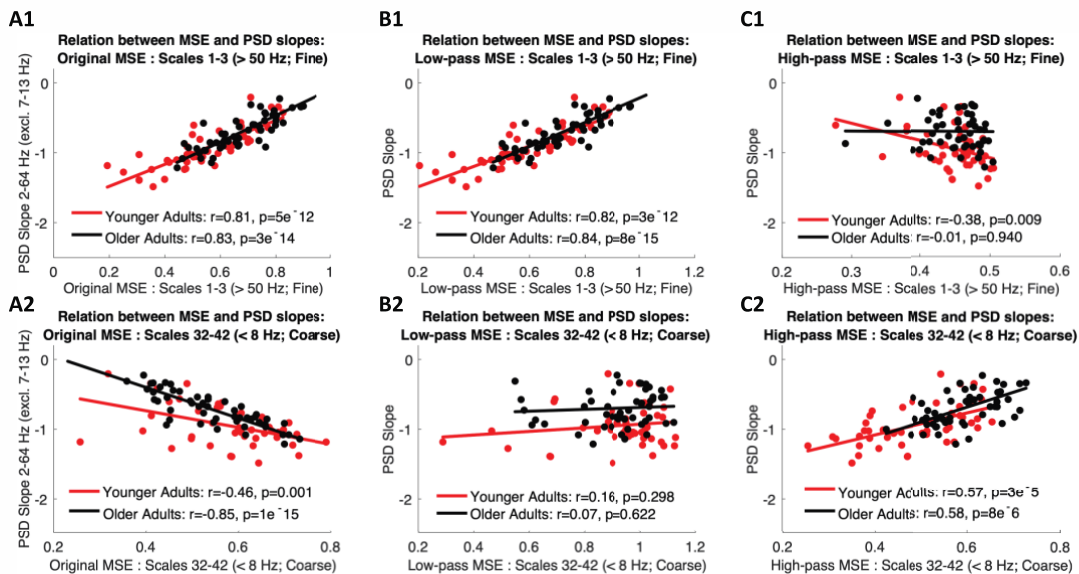 A1
Relation between MSE and PSD slopes:
Original MSE : Scales 1-3 (> 50 Hz; Fine)
PSD Slope 2-64 Hz (excl. 7-13 Hz)
0
-1
-2
Younger Adults: r=0.81, p=5e-12
Older Adults: r=0.83, p=3e-14
0 0.2 0.4 0.6 0.8 1
Original MSE : Scales 1-3 (> 50 Hz; Fine)
B1
Relation between MSE and PSD slopes:
Low-pass MSE : Scales 1-3 (> 50 Hz; Fine)
PSD Slope
0
-1
-2
Younger Adults: r=0.82, p=3e-12
Older Adults: r=0.84, p=8e-15
0.2 0.4 0.6 0.8 1 1.2
Low-pass MSE : Scales 1-3 (> 50 Hz; Fine)
C1
Relation between MSE and PSD slopes:
High-pass MSE : Scales 1-3 (> 50 Hz; Fine)
PSD Slope
0
-1
-2
Younger Adults: r=-0.38, p=0.009
Older Adults: r=-0.01, p=0.940
0.2 0.3 0.4 0.5 0.6
High-pass MSE : Scales 1-3 (> 50 Hz; Fine)
A2
Relation between MSE and PSD slopes:
Original MSE : Scales 32-42 (< 8 Hz; Coarse)
PSD Slope 2-64 Hz (excl. 7-13 Hz)
0
-1
-2
Younger Adults: r=-0.46, p=0.001
Older Adults: r=-0.85, p=1e-15
0.2 0.4 0.6 0.8
Original MSE : Scales 32-42 (< 8 Hz; Coarse)
B2
Relation between MSE and PSD slopes:
Low-pass MSE : Scales 32-42 (< 8 Hz; Coarse)
PSD Slope
0
-1
-2
Younger Adults: r=0.16, p=0.298
Older Adults: r=0.07, p=0.622
0.2 0.4 0.6 0.8 1 1.2
Low-pass MSE : Scales 32-42 (< 8 Hz; Coarse)
C2
Relation between MSE and PSD slopes:
High-pass MSE : Scales 32-42 (< 8 Hz; Coarse)
PSD Slope
0
-1
-2
Younger Adults: r=0.57, p=3e-5
Older Adults: r=0.58, p=8e-6
0.2 0.4 0.6 0.8
High-pass MSE : Scales 32-42 (< 8 Hz; Coarse)